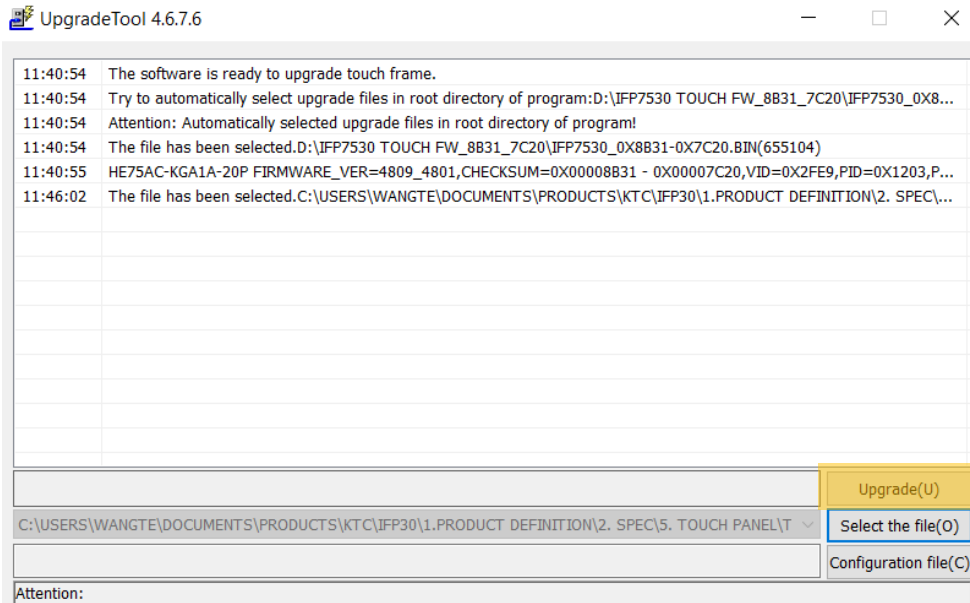 UpgradeTool 4.6.7.6
11:40:54 The software is ready to upgrade touch frame.
11:40:54 Try to automatically select upgrade files in root directory of program:D:\IFP7530 TOUCH FW_8B31_7C20\IFP7530_0X8...
11:40:54 Attention: Automatically selected upgrade files in root directory of program!
11:40:54 The file has been selected.D:\IFP7530 TOUCH FW_8B31_7C20\IFP7530_0X8B31-0X7C20.BIN(655104)
11:40:55 HE75AC-KGA1A-20P FIRMWARE_VER=4809_4801,CHECKSUM=0X00008B31 - 0X00007C20,VID=0X2FE9,PID=0X1203,P...
11:46:02 The file has been selected.C:\USERS\WANGTE\DOCUMENTS\PRODUCTS\KTC\IFP30\1.PRODUCT DEFINITION\2. SPEC\...
Upgrade(U)
C:\USERS\WANGTE\DOCUMENTS\PRODUCTS\KTC\IFP30\1.PRODUCT DEFINITION\2. SPEC\5. TOUCH PANEL\T
Select the file(O)
Configuration file(C)
Attention: